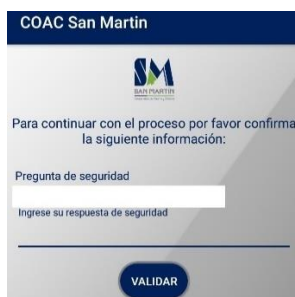 COAC San Martin
SM
SAN MARTIN
Para continuar con el proceso por favor confirma
la siguiente información:
Pregunta de seguridad
Ingrese su respuesta de seguridad
VALIDAR